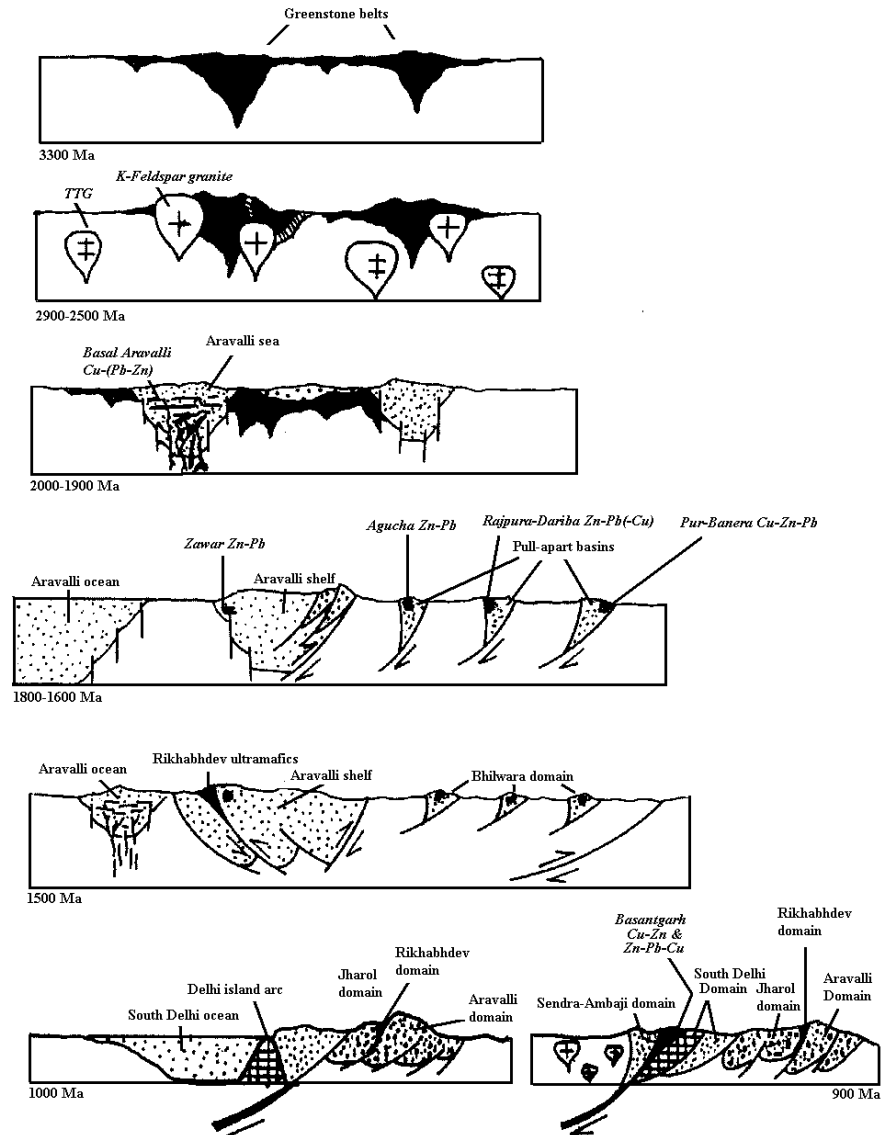 Greenstone belts
3300 Ma
K-Feldspar granite
TTG
2900-2500 Ma
Aravalli sea
Basal Aravalli
Cu-(Pb-Zn)
2000-1900 Ma
Agucha Zn-Pb
Rajpura-Dariba Zn-Pb(-Cu)
Pur-Banera Cu-Zn-Pb
Zawar Zn-Pb
Pull-apart basins
Aravalli ocean
Aravalli shelf
1800-1600 Ma
Rikhabhdev ultramafics
Aravalli ocean
Aravalli shelf
Bhilwara domain
1500 Ma
Rikhabhdev
domain
Jharol
domain
Delhi island arc
Aravalli
domain
South Delhi ocean
1000 Ma
Basantgarh
Cu-Zn &
Zn-Pb-Cu
Rikhabhdev
domain
South Delhi
Domain
Jharol
domain
Aravalli
Domain
Sendra-Ambaji domain
900 Ma